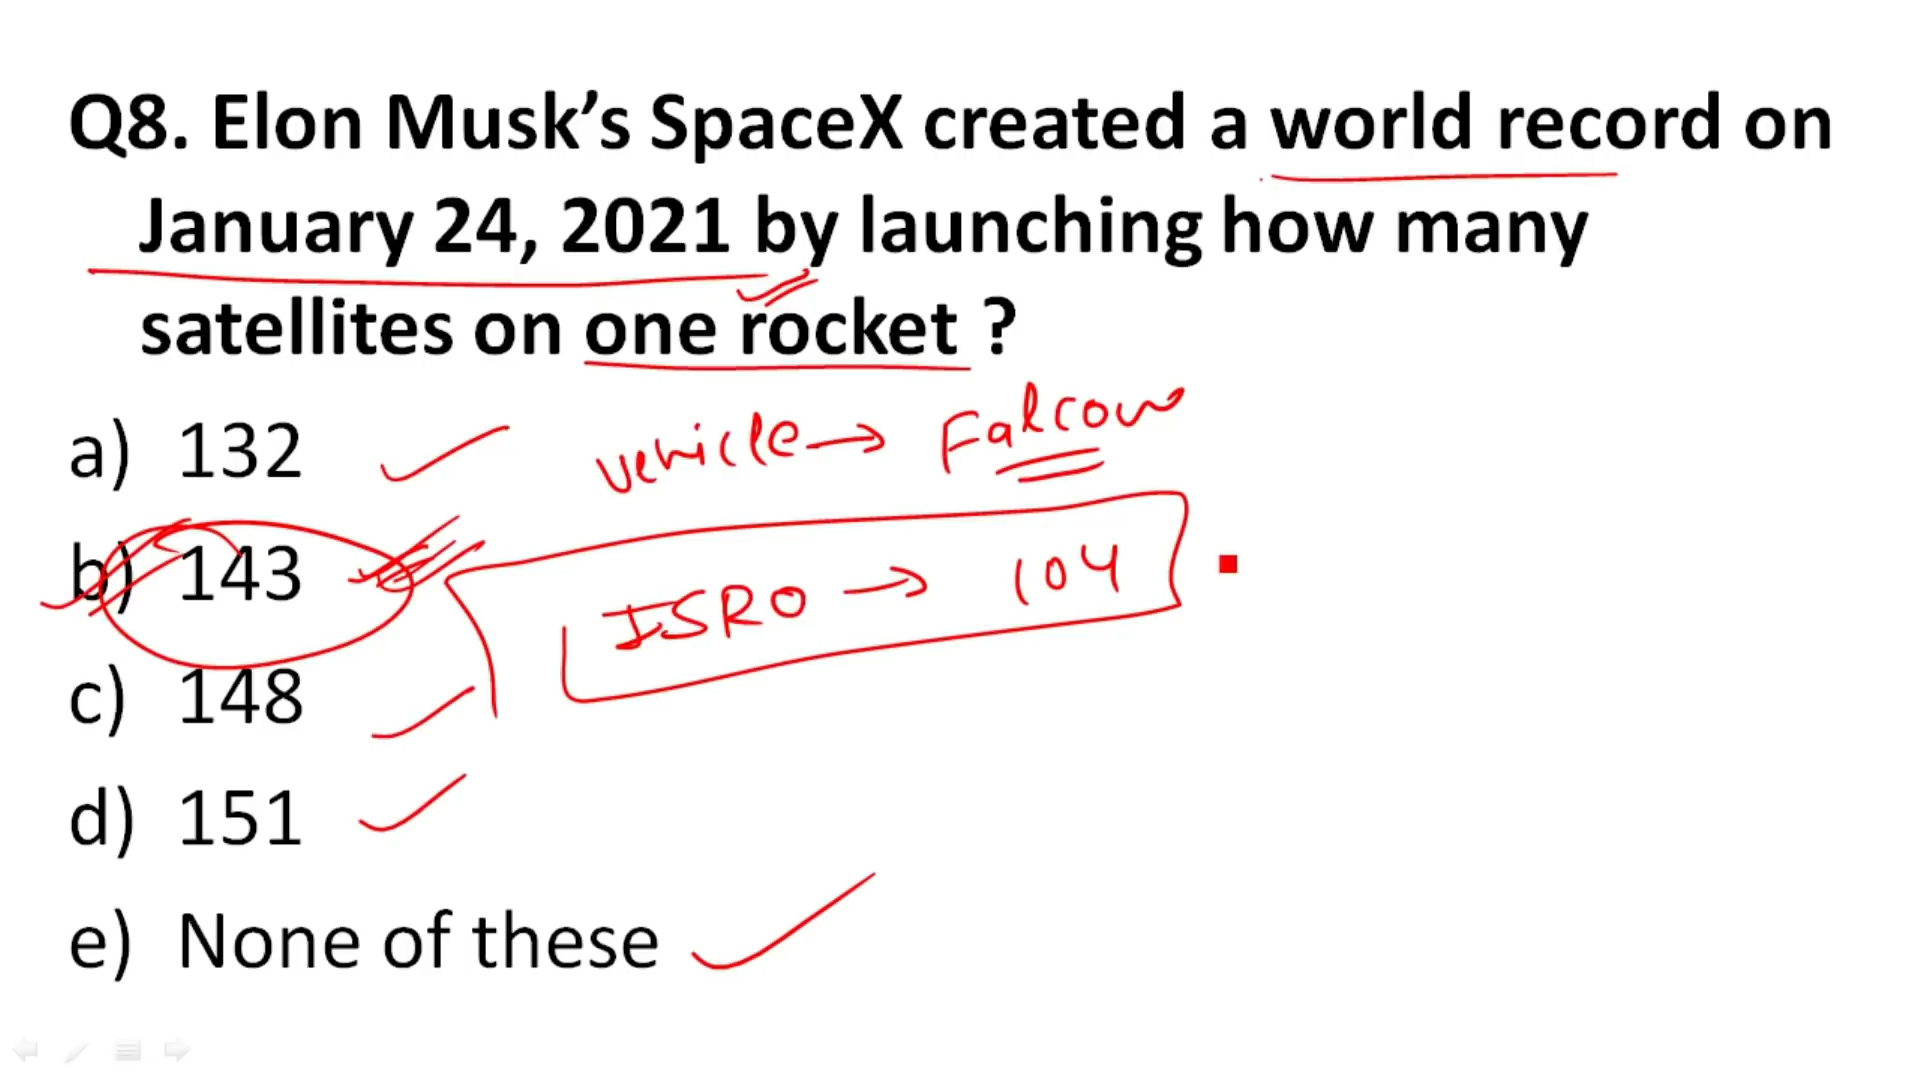 Q8. Elon Musk’s SpaceX created a world record on
January 24, 2021 by launching how many
satellites on one rocket ?
a) 132
vehicle → Falcon
b) 143
ISRO → 104
c) 148
d) 151
e) None of these